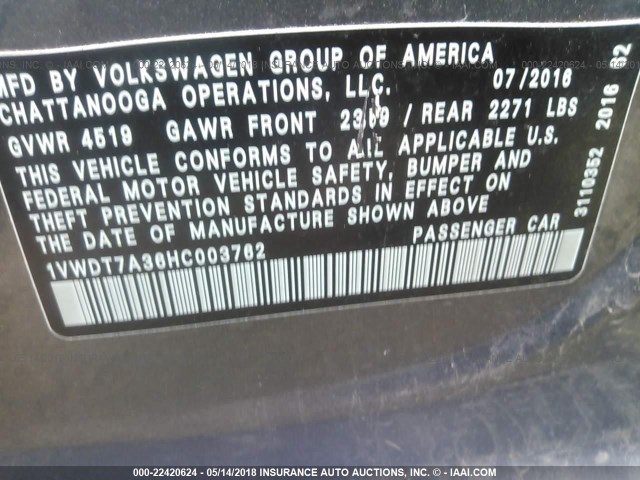 MFD BY VOLKSWAGEN GROUP OF AMERICA
CHATTANOOGA OPERATIONS, LLC. 07/2016
GVWR 4519 GAWR FRONT 2309 / REAR 2271 LBS
THIS VEHICLE CONFORMS TO ALL APPLICABLE U.S.
FEDERAL MOTOR VEHICLE SAFETY, BUMPER AND
THEFT PREVENTION STANDARDS IN EFFECT ON
THE DATE OF MANUFACTURE SHOWN ABOVE
1VWDT7A36HC003762 PASSENGER CAR
3110352 2016
000-22420624 - 05/14/2018 INSURANCE AUTO AUCTIONS, INC. - © - IAAI.COM